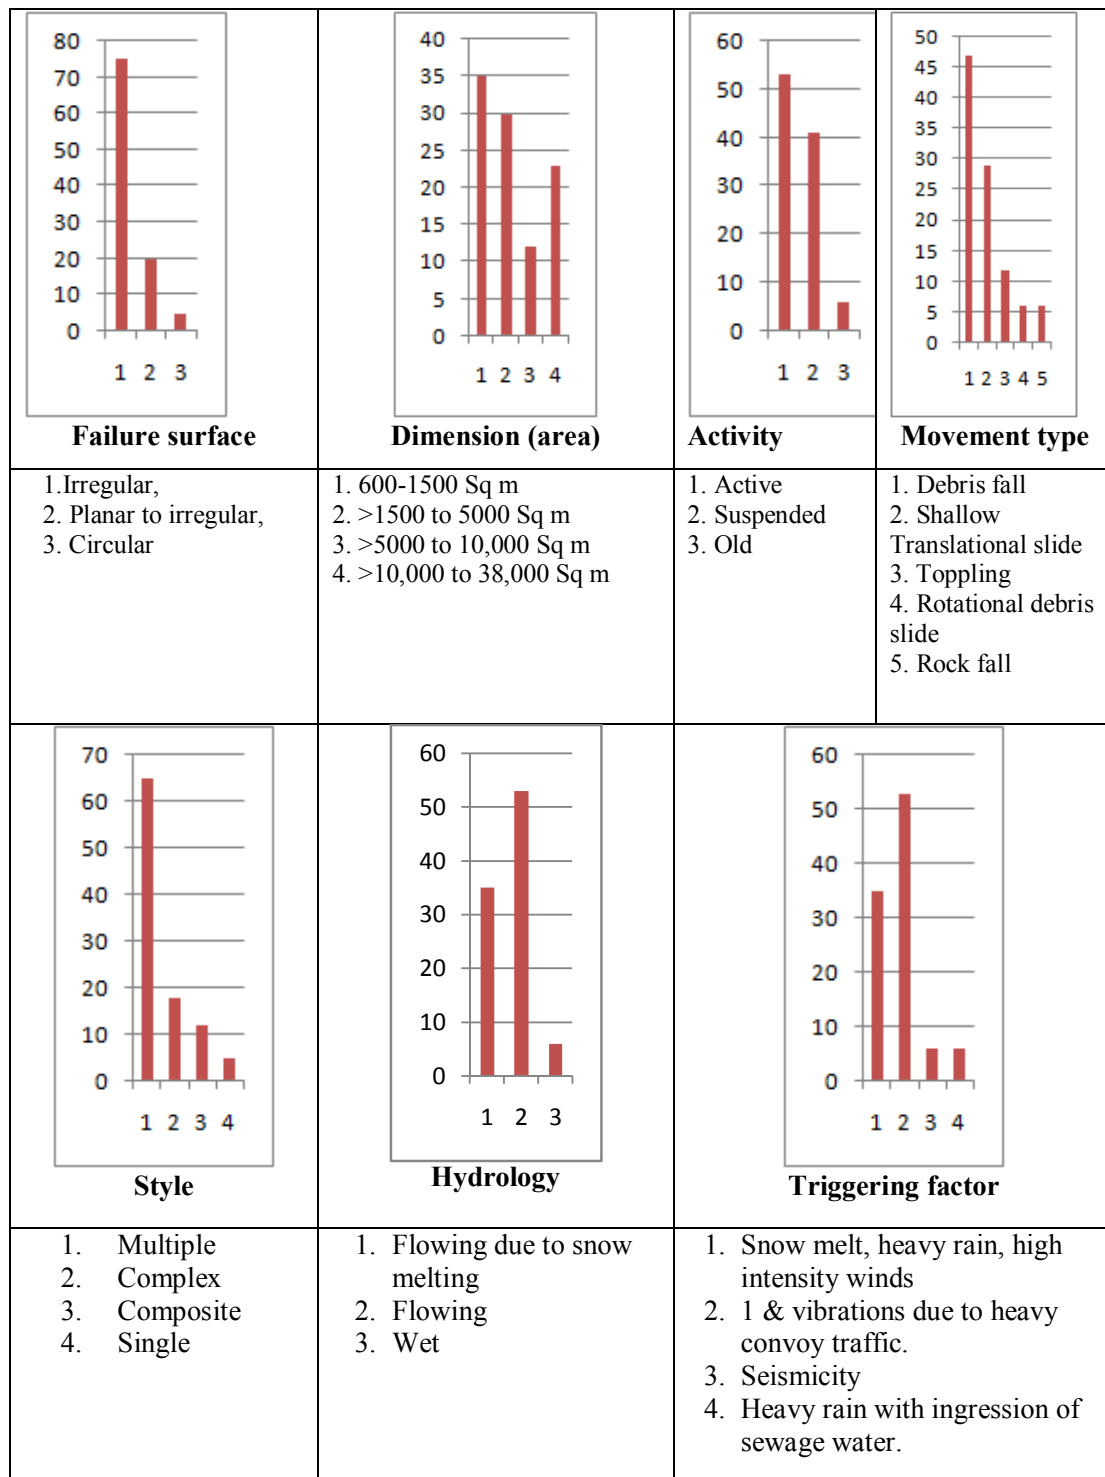 80
70
60
50
40
30
20
10
0
1 2 3
Failure surface
40
35
30
25
20
15
10
5
0
1 2 3 4
Dimension (area)
60
50
40
30
20
10
0
1 2 3
Activity
50
45
40
35
30
25
20
15
10
5
0
1 2 3 4 5
Movement type
1.Irregular,
2. Planar to irregular,
3. Circular
1. 600-1500 Sq m
2. >1500 to 5000 Sq m
3. >5000 to 10,000 Sq m
4. >10,000 to 38,000 Sq m
1. Active
2. Suspended
3. Old
1. Debris fall
2. Shallow
Translational slide
3. Toppling
4. Rotational debris
slide
5. Rock fall
70
60
50
40
30
20
10
0
1 2 3 4
Style
60
50
40
30
20
10
0
1 2 3
Hydrology
60
50
40
30
20
10
0
1 2 3 4
Triggering factor
1. Multiple
2. Complex
3. Composite
4. Single
1. Flowing due to snow
melting
2. Flowing
3. Wet
1. Snow melt, heavy rain, high
intensity winds
2. 1 & vibrations due to heavy
convoy traffic.
3. Seismicity
4. Heavy rain with ingression of
sewage water.